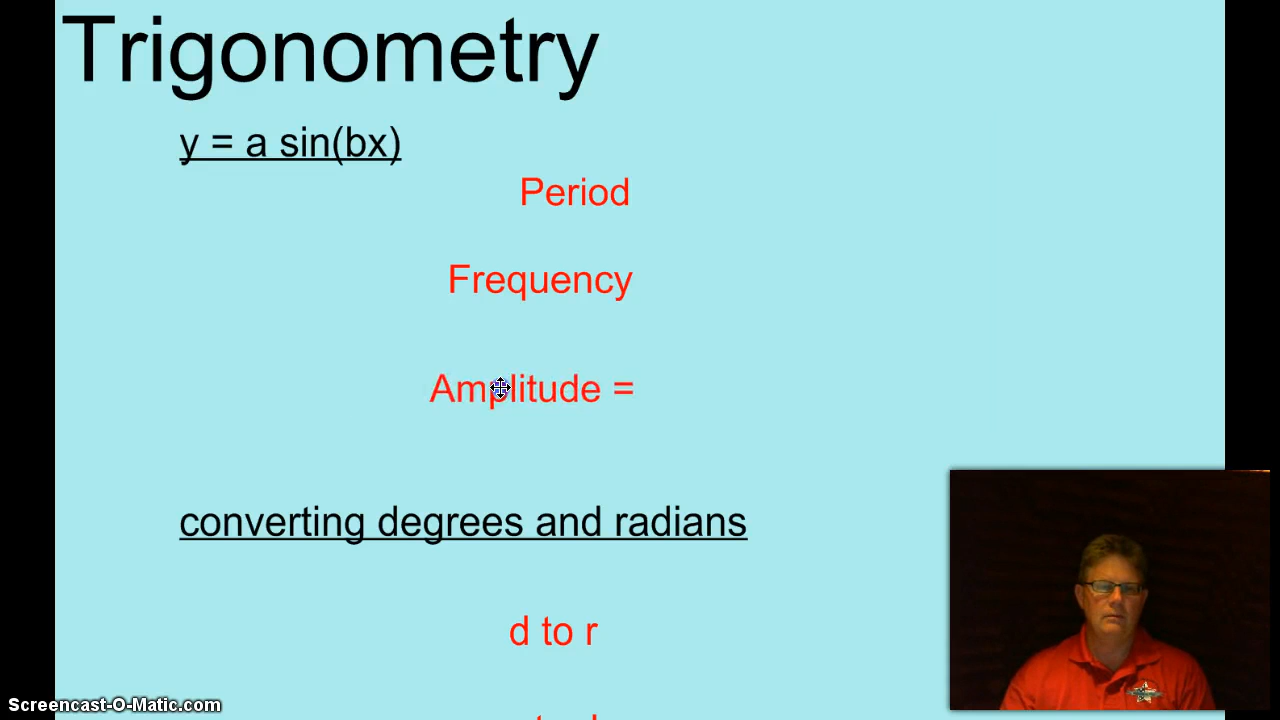 Trigonometry
y = a sin(bx)
Period
Frequency
Amplitude =
converting degrees and radians
d to r
Screencast-O-Matic.com